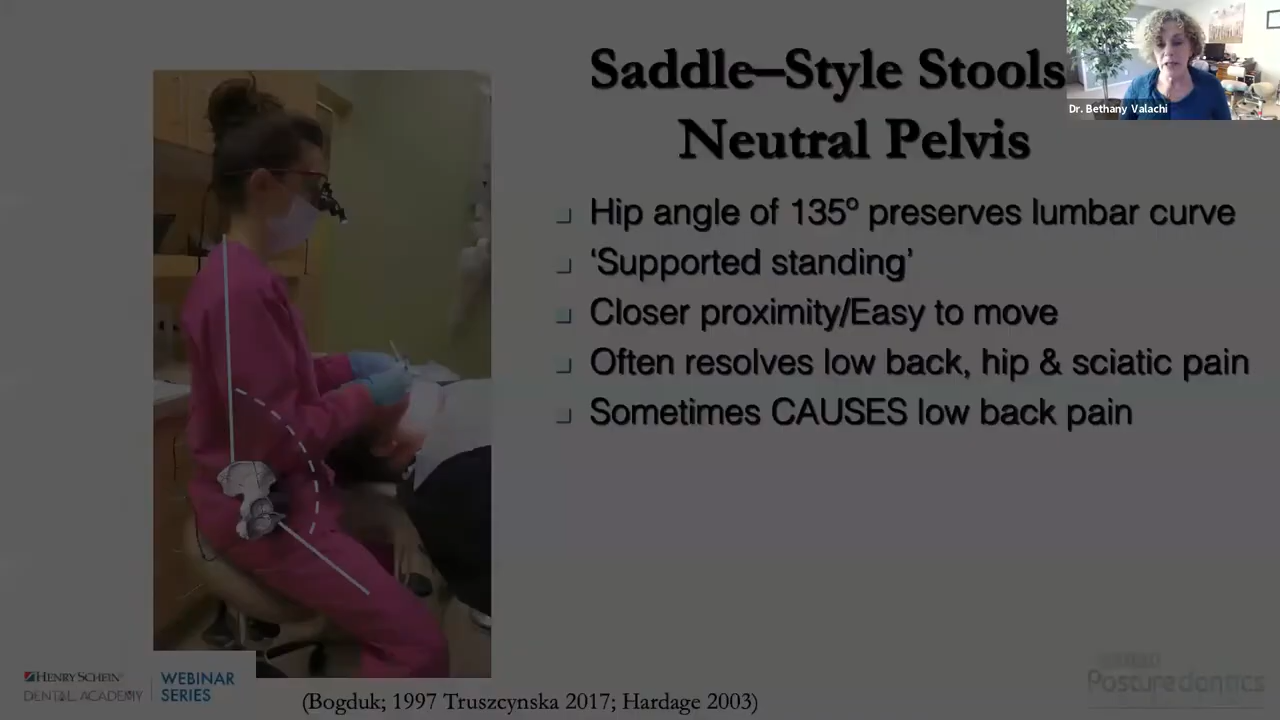 Saddle–Style Stools
Neutral Pelvis
Dr. Bethany Valachi
❑ Hip angle of 135º preserves lumbar curve
❑ ‘Supported standing’
❑ Closer proximity/Easy to move
❑ Often resolves low back, hip & sciatic pain
❑ Sometimes CAUSES low back pain
HENRY SCHEIN®
DENTAL ACADEMY
WEBINAR
SERIES
(Bogduk; 1997 Truszcynska 2017; Hardage 2003)
Posturedontics